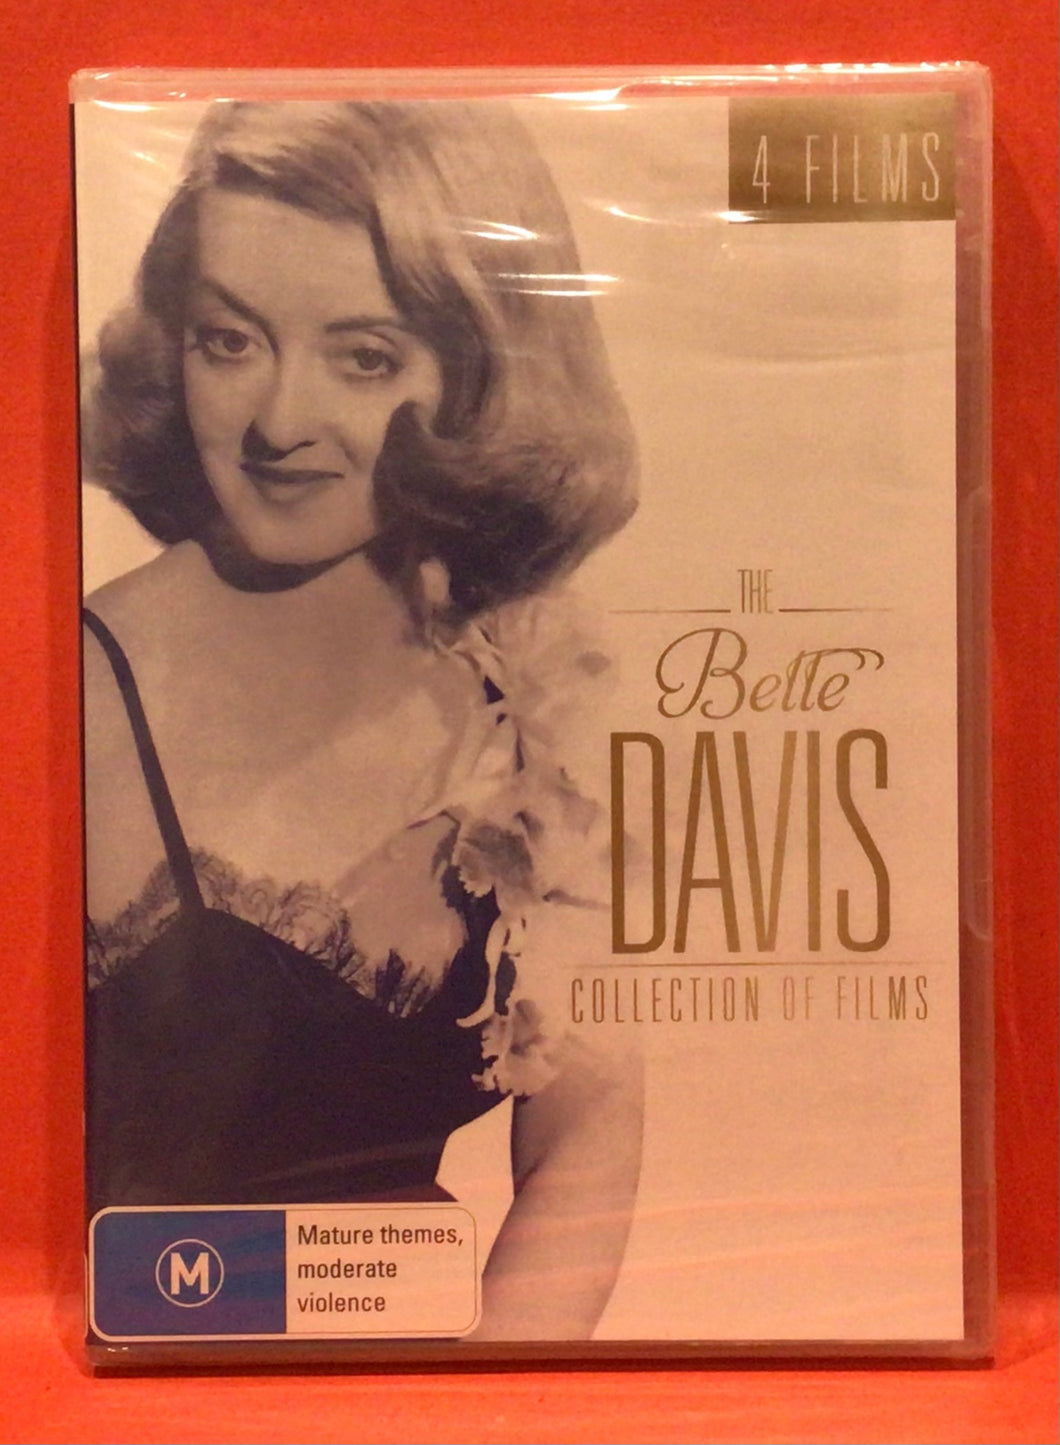 4 FILMS
THE
Bette
DAVIS
COLLECTION OF FILMS
M
Mature themes,
moderate
violence